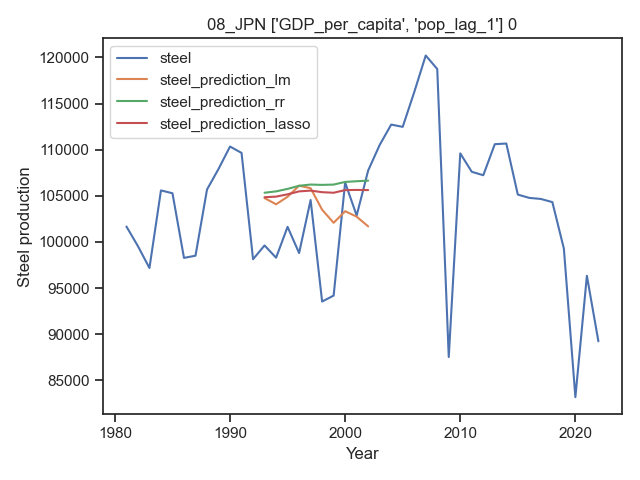 08_JPN ['GDP_per_capita', 'pop_lag_1'] 0
steel
steel_prediction_lm
steel_prediction_rr
steel_prediction_lasso
Steel production
120000
115000
110000
105000
100000
95000
90000
85000
1980
1990
2000
2010
2020
Year